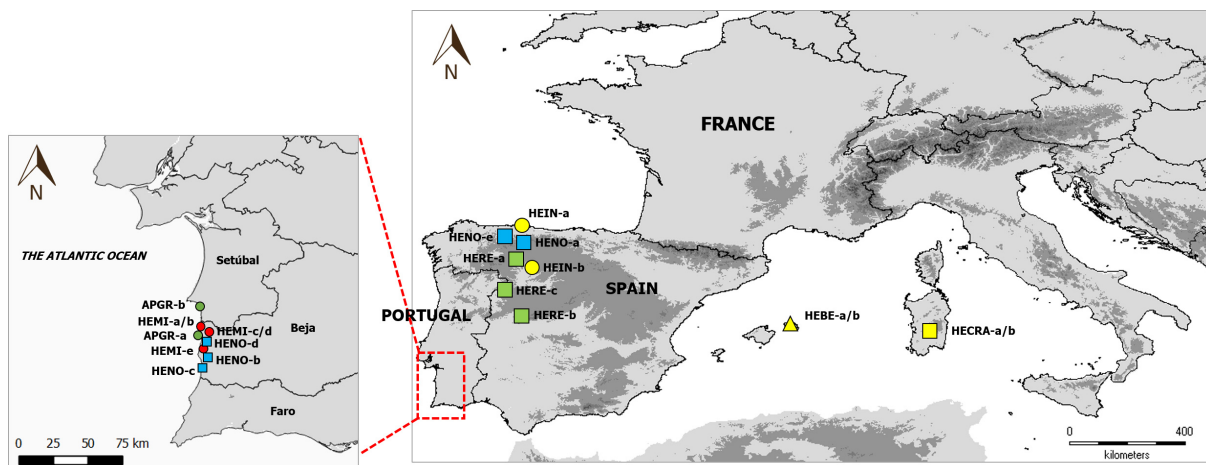 N
THE ATLANTIC OCEAN
Setúbal
APGR-b
HEMI-a/b
HEMI-c/d
APGR-a
HENO-d
HEMI-e
HENO-b
HENO-c
Beja
Faro
0 25 50 75 km
N
FRANCE
HEIN-a
HENO-e
HENO-a
HERE-a
HEIN-b
HERE-c
SPAIN
PORTUGAL
HERE-b
HEBE-a/b
HECRA-a/b
0 400
kilometers